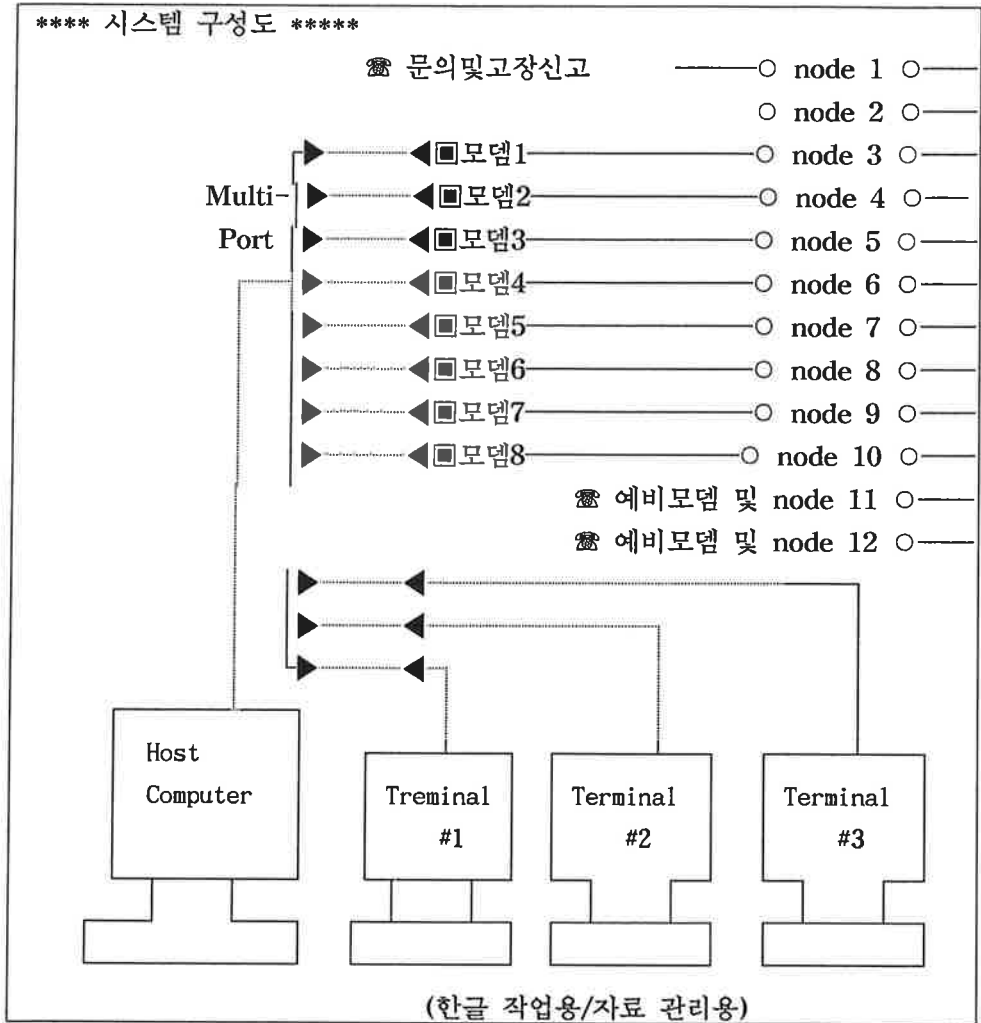 **** 시스템 구성도 *****
☎ 문의및고장신고 node 1
node 2
모뎀1 node 3
Multi- 모뎀2 node 4
Port 모뎀3 node 5
모뎀4 node 6
모뎀5 node 7
모뎀6 node 8
모뎀7 node 9
모뎀8 node 10
☎ 예비모뎀 및 node 11
☎ 예비모뎀 및 node 12
Host
Computer
Treminal
#1
Terminal
#2
Terminal
#3
(한글 작업용/자료 관리용)